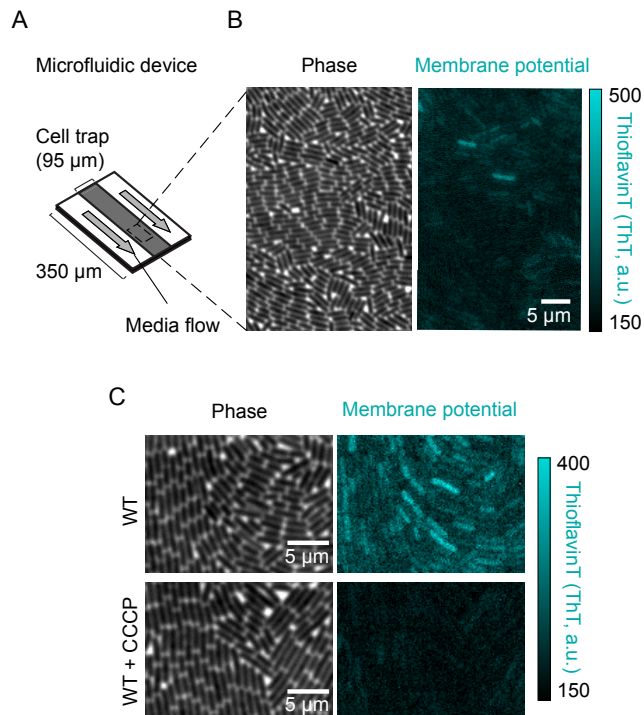 A
B
Microfluidic device
Phase
Membrane potential
Cell trap
(95 µm)
350 µm
Media flow
5 µm
500
ThioflavinT (ThT, a.u.)
150
C
Phase
Membrane potential
WT
5 µm
WT + CCCP
5 µm
400
ThioflavinT (ThT, a.u.)
150